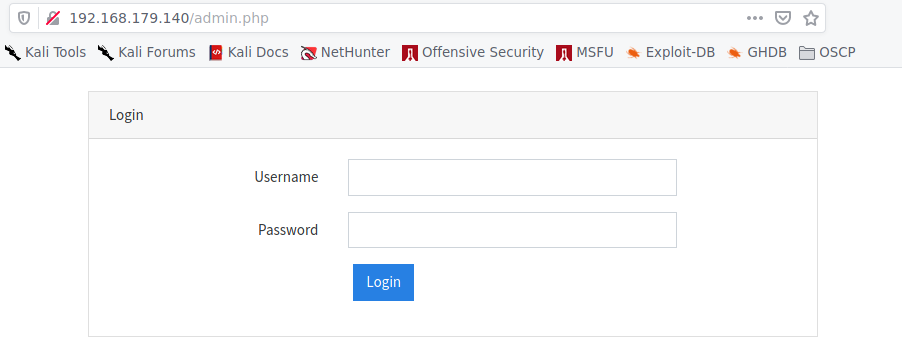 192.168.179.140/admin.php
Kali Tools Kali Forums Kali Docs NetHunter Offensive Security MSFU Exploit-DB GHDB OSCP
Login
Username
Password
Login